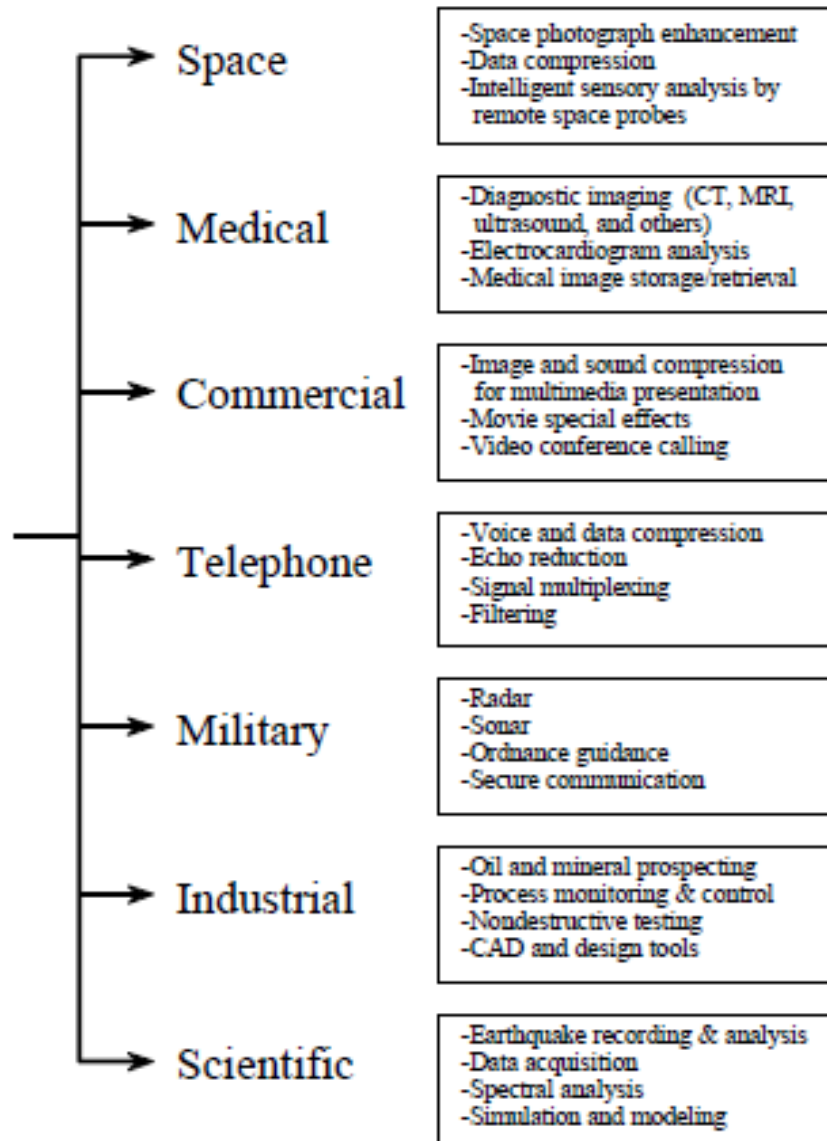 Space
-Space photograph enhancement
-Data compression
-Intelligent sensory analysis by
remote space probes
Medical
-Diagnostic imaging (CT, MRI,
ultrasound, and others)
-Electrocardiogram analysis
-Medical image storage/retrieval
Commercial
-Image and sound compression
for multimedia presentation
-Movie special effects
-Video conference calling
Telephone
-Voice and data compression
-Echo reduction
-Signal multiplexing
-Filtering
Military
-Radar
-Sonar
-Ordnance guidance
-Secure communication
Industrial
-Oil and mineral prospecting
-Process monitoring & control
-Nondestructive testing
-CAD and design tools
Scientific
-Earthquake recording & analysis
-Data acquisition
-Spectral analysis
-Simulation and modeling